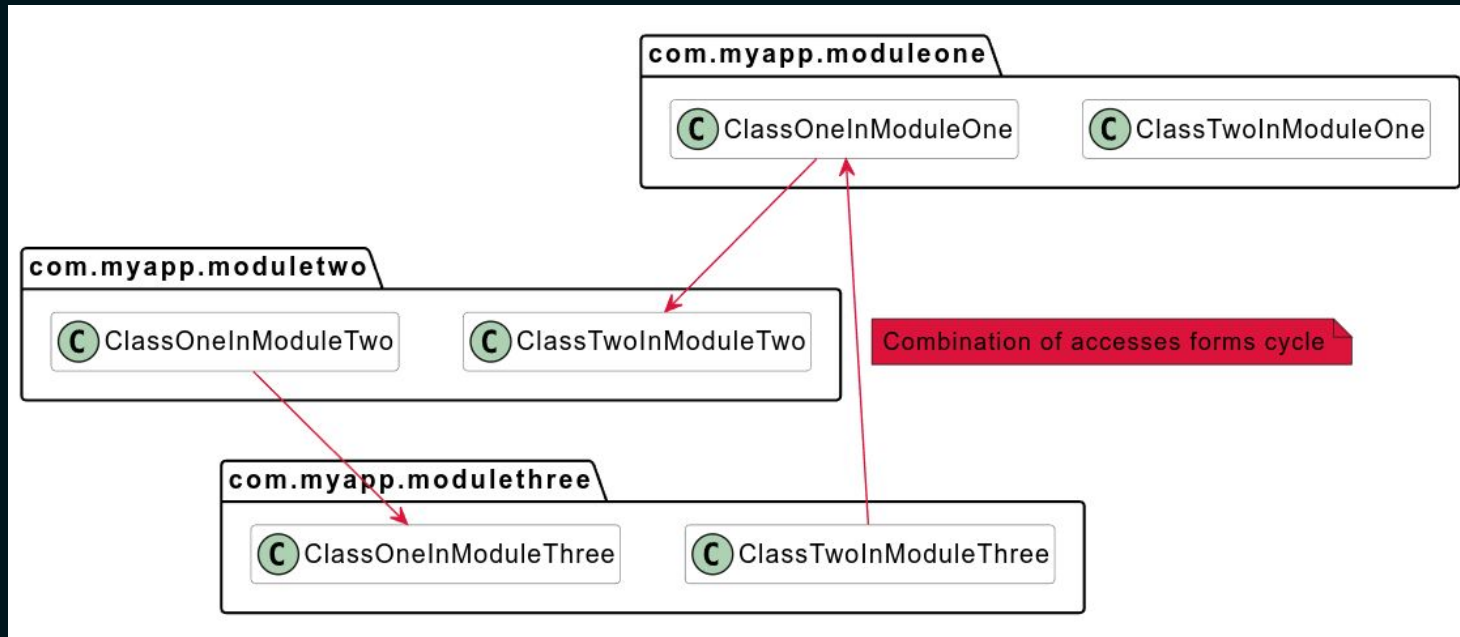 com.myapp.moduleone
C ClassOneInModuleOne
C ClassTwoInModuleOne
com.myapp.moduletwo
C ClassOneInModuleTwo
C ClassTwoInModuleTwo
Combination of accesses forms cycle
com.myapp.modulethree
C ClassOneInModuleThree
C ClassTwoInModuleThree